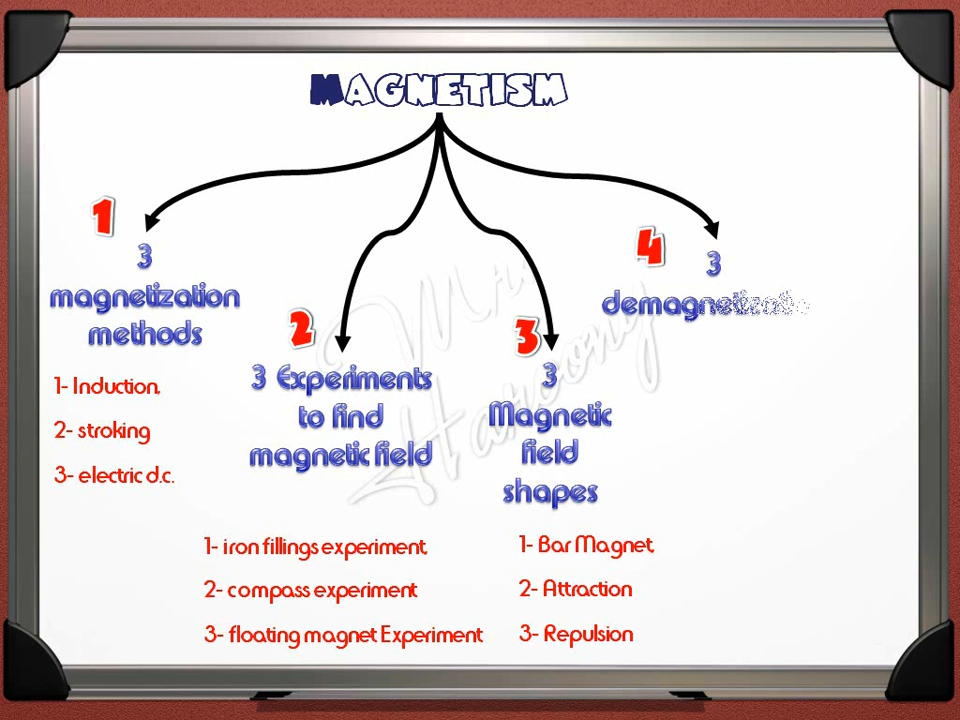 MAGNETISM
1
3
magnetization
methods
1- Induction,
2- stroking
3- electric d.c.
2
3 Experiments
to find
magnetic field
1- iron fillings experiment,
2- compass experiment
3- floating magnet Experiment
3
3
Magnetic
field
shapes
1- Bar Magnet,
2- Attraction
3- Repulsion
4
3
Mr.
Haroony